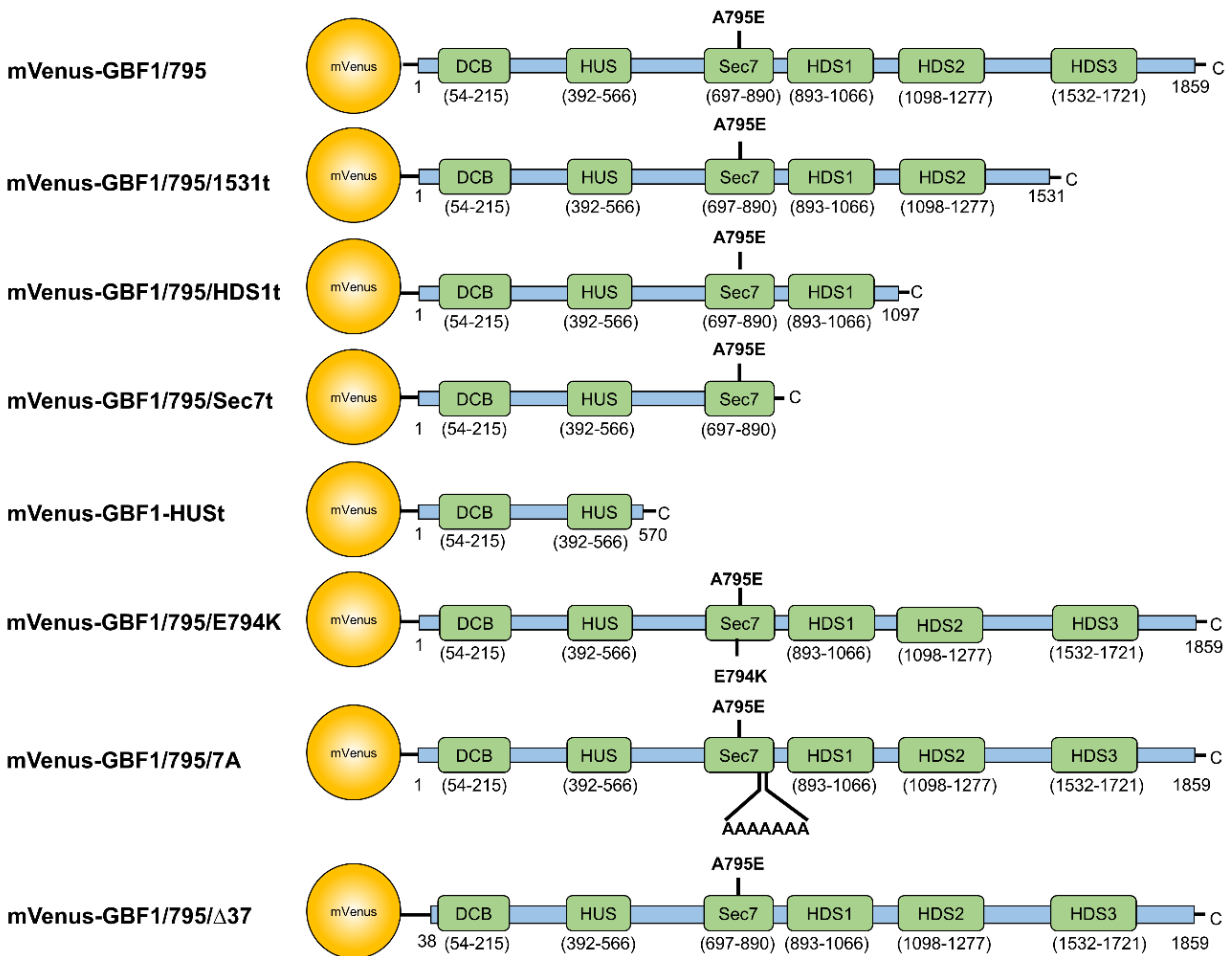 A795E
mVenus-GBF1/795 mVenus DCB HUS Sec7 HDS1 HDS2 HDS3 C
1 (54-215) (392-566) (697-890) (893-1066) (1098-1277) (1532-1721) 1859
A795E
mVenus-GBF1/795/1531t mVenus DCB HUS Sec7 HDS1 HDS2 C
1 (54-215) (392-566) (697-890) (893-1066) (1098-1277) 1531
A795E
mVenus-GBF1/795/HDS1t mVenus DCB HUS Sec7 HDS1 C
1 (54-215) (392-566) (697-890) (893-1066) 1097
A795E
mVenus-GBF1/795/Sec7t mVenus DCB HUS Sec7 C
1 (54-215) (392-566) (697-890)
mVenus-GBF1-HUSt mVenus DCB HUS C
1 (54-215) (392-566) 570
A795E
mVenus-GBF1/795/E794K mVenus DCB HUS Sec7 HDS1 HDS2 HDS3 C
1 (54-215) (392-566) (893-1066) (1098-1277) (1532-1721) 1859
E794K
A795E
mVenus-GBF1/795/7A mVenus DCB HUS Sec7 HDS1 HDS2 HDS3 C
1 (54-215) (392-566) (893-1066) (1098-1277) (1532-1721) 1859
AAAAAAA
A795E
mVenus-GBF1/795/Δ37 mVenus DCB HUS Sec7 HDS1 HDS2 HDS3 C
38 (54-215) (392-566) (697-890) (893-1066) (1098-1277) (1532-1721) 1859